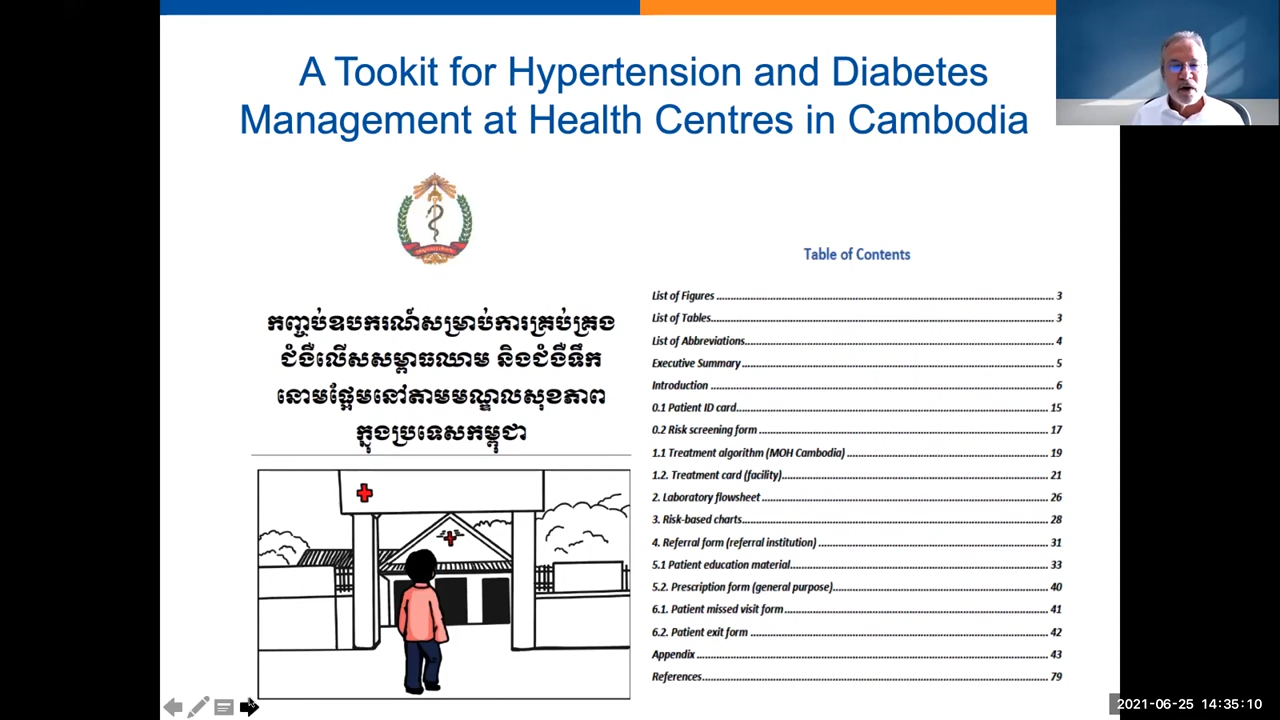 A Tookit for Hypertension and Diabetes
Management at Health Centres in Cambodia
កញ្ចប់ឧបករណ៍សម្រាប់ការគ្រប់គ្រង
ជំងឺលើសសម្ពាធឈាម និងជំងឺទឹក
នោមផ្អែមនៅតាមមណ្ឌលសុខភាព
ក្នុងប្រទេសកម្ពុជា
Table of Contents
List of Figures ........ 3
List of Tables........ 3
List of Abbreviations........ 4
Executive Summary ........ 5
Introduction ........ 6
0.1 Patient ID card........ 15
0.2 Risk screening form ........ 17
1.1 Treatment algorithm (MOH Cambodia) ........ 19
1.2. Treatment card (facility)........ 21
2. Laboratory flowsheet ........ 26
3. Risk-based charts........ 28
4. Referral form (referral institution) ........ 31
5.1 Patient education material........ 33
5.2. Prescription form (general purpose)........ 40
6.1. Patient missed visit form ........ 41
6.2. Patient exit form ........ 42
Appendix ........ 43
References........ 79
2021-06-25 14:35:10